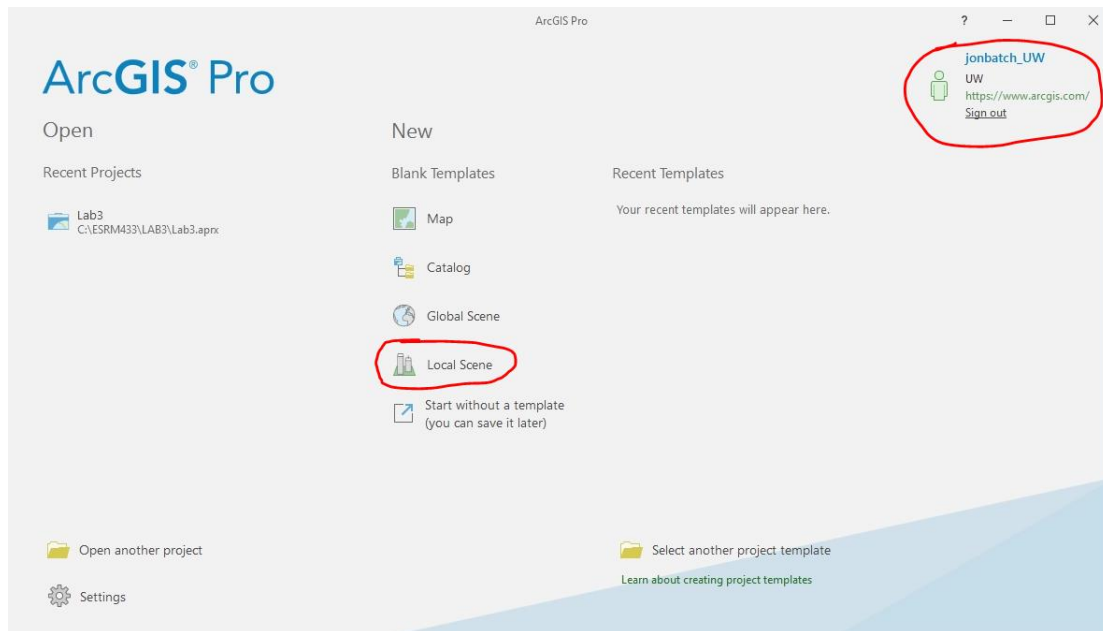 ArcGIS Pro
?
jonbatch_UW
UW
https://www.arcgis.com/
Sign out
ArcGIS® Pro
Open
Recent Projects
Lab3
C:\ESRM433\LAB3\Lab3.aprx
New
Blank Templates
Map
Catalog
Global Scene
Local Scene
Start without a template
(you can save it later)
Recent Templates
Your recent templates will appear here.
Open another project
Settings
Select another project template
Learn about creating project templates